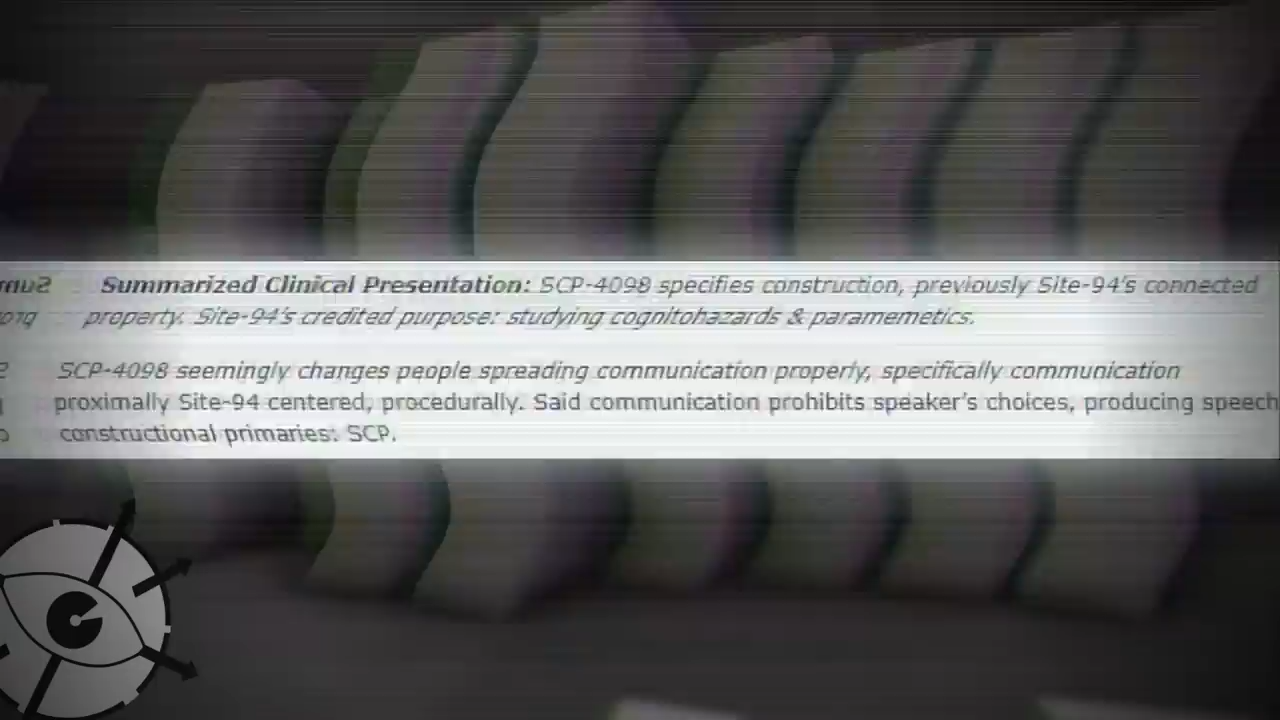 Summarized Clinical Presentation: SCP-4098 specifies construction, previously Site-94's connected
property. Site-94's credited purpose: studying cognitohazards & paramemetics.
SCP-4098 seemingly changes people spreading communication properly, specifically communication
proximally Site-94 centered, procedurally. Said communication prohibits speaker's choices, producing speech
constructional primaries: SCP.